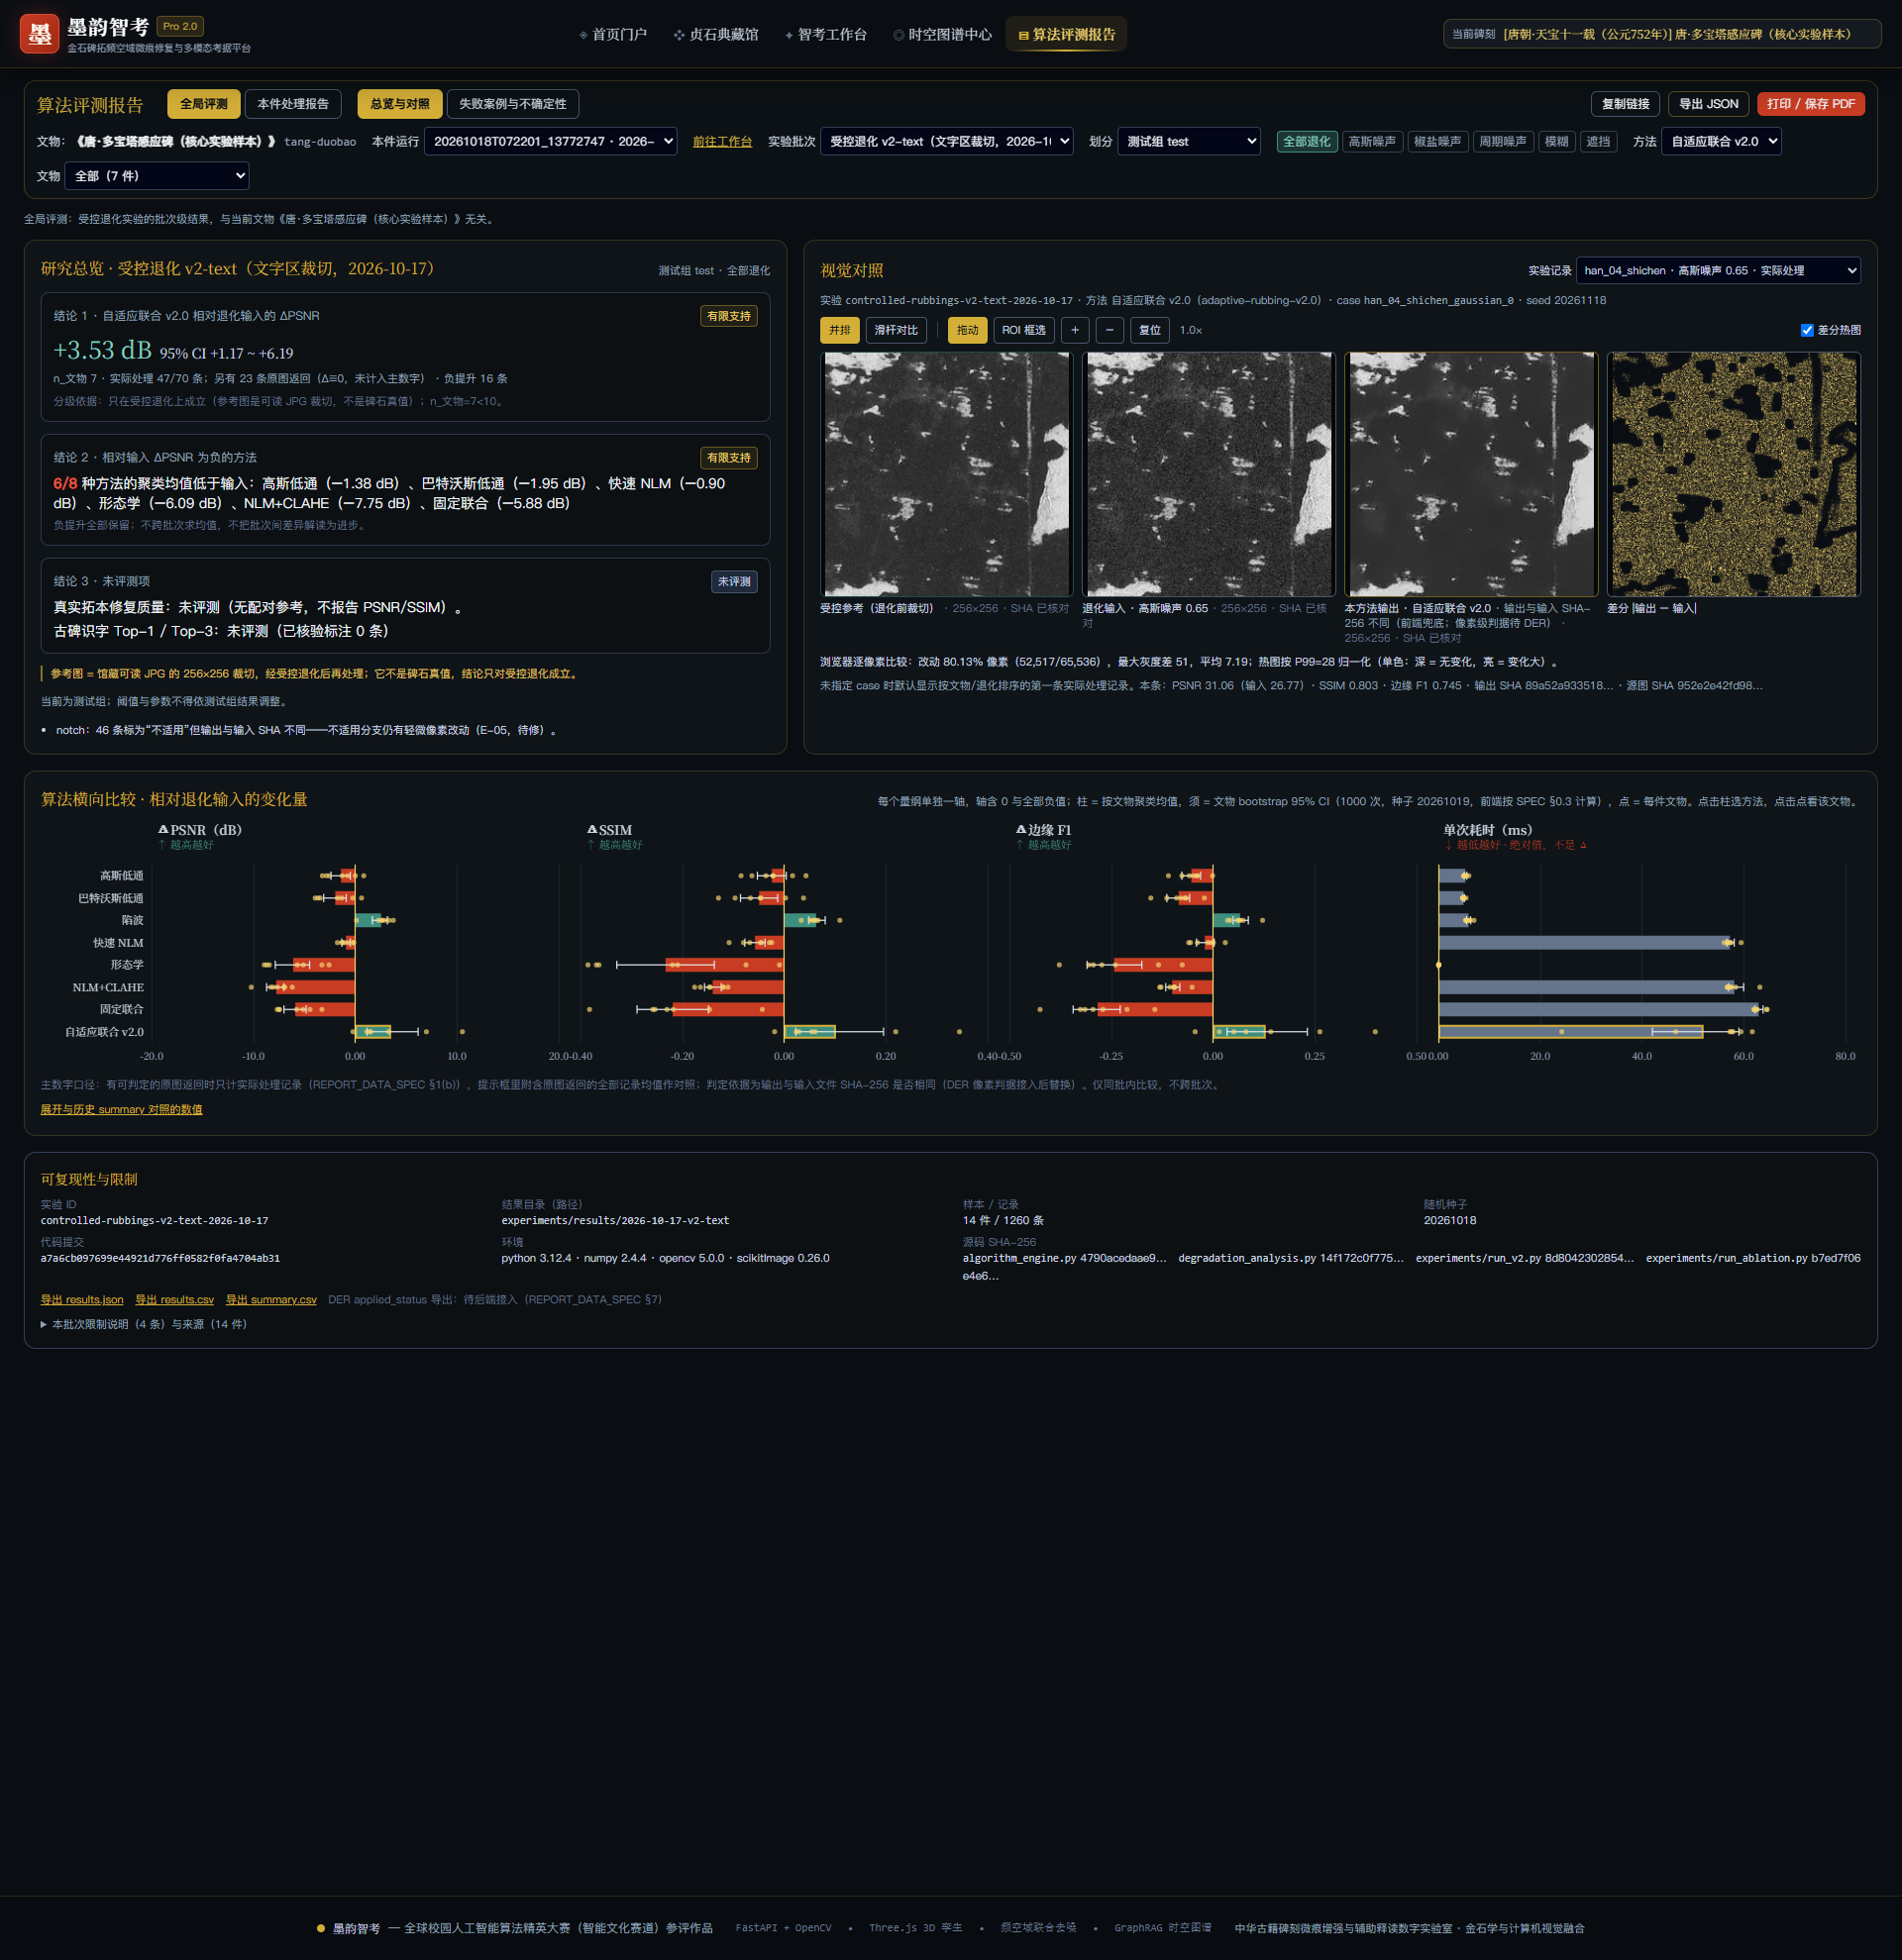 墨 墨韵智考 Pro 2.0
金石碑拓频空域微痕修复与多模态考据平台
首页门户 贞石典藏馆 智考工作台 时空图谱中心 算法评测报告
当前碑刻 [唐朝·天宝十一载（公元752年）] 唐·多宝塔感应碑（核心实验样本）
算法评测报告 全局评测 本件处理报告 总览与对照 失败案例与不确定性 复制链接 导出 JSON 打印 / 保存 PDF
文物：《唐·多宝塔感应碑（核心实验样本）》 tang-duobao 本件运行 20261018T072201_13772747 · 2026- 前往工作台 实验批次 受控退化 v2-text（文字区裁切，2026-1 划分 测试组 test 全部退化 高斯噪声 椒盐噪声 周期噪声 模糊 遮挡 方法 自适应联合 v2.0
文物 全部（7 件）
全局评测：受控退化实验的批次级结果，与当前文物《唐·多宝塔感应碑（核心实验样本）》无关。
研究总览 · 受控退化 v2-text（文字区裁切，2026-10-17） 测试组 test · 全部退化
结论 1 · 自适应联合 v2.0 相对退化输入的 ΔPSNR 有限支持
+3.53 dB 95% CI +1.17 ~ +6.19
n_文物 7 · 实际处理 47/70 条；另有 23 条原图返回（Δ≡0，未计入主数字） · 负提升 16 条
分级依据：只在受控退化上成立（参考图是可读 JPG 裁切，不是碑石真值）；n_文物=7<10。
结论 2 · 相对输入 ΔPSNR 为负的方法 有限支持
6/8 种方法的聚类均值低于输入：高斯低通（−1.38 dB）、巴特沃斯低通（−1.95 dB）、快速 NLM（−0.90
dB）、形态学（−6.09 dB）、NLM+CLAHE（−7.75 dB）、固定联合（−5.88 dB）
负提升全部保留；不跨批次求均值，不把批次间差异解读为进步。
结论 3 · 未评测项 未评测
真实拓本修复质量：未评测（无配对参考，不报告 PSNR/SSIM）。
古碑识字 Top-1 / Top-3：未评测（已核验标注 0 条）
参考图 = 馆藏可读 JPG 的 256×256 裁切，经受控退化后再处理；它不是碑石真值，结论只对受控退化成立。
当前为测试组；阈值与参数不得依测试组结果调整。
• notch：46 条标为“不适用”但输出与输入 SHA 不同——不适用分支仍有轻微像素改动（E-05，待修）。
视觉对照 实验记录 han_04_shichen · 高斯噪声 0.65 · 实际处理
实验 controlled-rubbings-v2-text-2026-10-17 · 方法 自适应联合 v2.0（adaptive-rubbing-v2.0） · case han_04_shichen_gaussian_0 · seed 20261118
并排 滑杆对比 拖动 ROI 框选 + − 复位 1.0× 差分热图
受控参考（退化前裁切） · 256×256 · SHA 已核对
退化输入 · 高斯噪声 0.65 · 256×256 · SHA 已核
对
本方法输出 · 自适应联合 v2.0 · 输出与输入 SHA-
256 不同（前端兜底；像素级判据待 DER） ·
256×256 · SHA 已核对
差分 |输出 − 输入|
浏览器逐像素比较：改动 80.13% 像素（52,517/65,536），最大灰度差 51，平均 7.19；热图按 P99=28 归一化（单色：深 = 无变化，亮 = 变化大）。
未指定 case 时默认显示按文物/退化排序的第一条实际处理记录。本条：PSNR 31.06（输入 26.77） · SSIM 0.803 · 边缘 F1 0.745 · 输出 SHA 89a52a933518… · 源图 SHA 952e2e42fd98…
算法横向比较 · 相对退化输入的变化量 每个量纲单独一轴，轴含 0 与全部负值；柱 = 按文物聚类均值，须 = 文物 bootstrap 95% CI（1000 次，种子 20261019，前端按 SPEC §0.3 计算），点 = 每件文物。点击柱选方法，点击点看该文物。
ΔPSNR（dB） ΔSSIM Δ边缘 F1 单次耗时（ms）
↑ 越高越好 ↑ 越高越好 ↑ 越高越好 ↓ 越低越好 · 绝对值，不是 Δ
高斯低通
巴特沃斯低通
陷波
快速 NLM
形态学
NLM+CLAHE
固定联合
自适应联合 v2.0
-20.0 -10.0 0.00 10.0 20.0 -0.40 -0.20 0.00 0.20 0.40 -0.50 -0.25 0.00 0.25 0.50 0.00 20.0 40.0 60.0 80.0
主数字口径：有可判定的原图返回时只计实际处理记录（REPORT_DATA_SPEC §1(b)），提示框里附含原图返回的全部记录均值作对照；判定依据为输出与输入文件 SHA-256 是否相同（DER 像素判据接入后替换）。仅同批内比较，不跨批次。
展开与历史 summary 对照的数值
可复现性与限制
实验 ID 结果目录（路径） 样本 / 记录 随机种子
controlled-rubbings-v2-text-2026-10-17 experiments/results/2026-10-17-v2-text 14 件 / 1260 条 20261018
代码提交 环境 源码 SHA-256
a7a6cb097699e44921d776ff0582f0fa4704ab31 python 3.12.4 · numpy 2.4.4 · opencv 5.0.0 · scikitImage 0.26.0 algorithm_engine.py 4790acedaae9… degradation_analysis.py 14f172c0f775… experiments/run_v2.py 8d8042302854… experiments/run_ablation.py b7ed7f06
e4e6…
导出 results.json 导出 results.csv 导出 summary.csv DER applied_status 导出：待后端接入（REPORT_DATA_SPEC §7）
▶ 本批次限制说明（4 条）与来源（14 件）
墨韵智考 — 全球校园人工智能算法精英大赛（智能文化赛道）参评作品 FastAPI + OpenCV • Three.js 3D 孪生 • 频空域联合去噪 • GraphRAG 时空图谱 中华古籍碑刻微痕增强与辅助释读数字实验室 · 金石学与计算机视觉融合